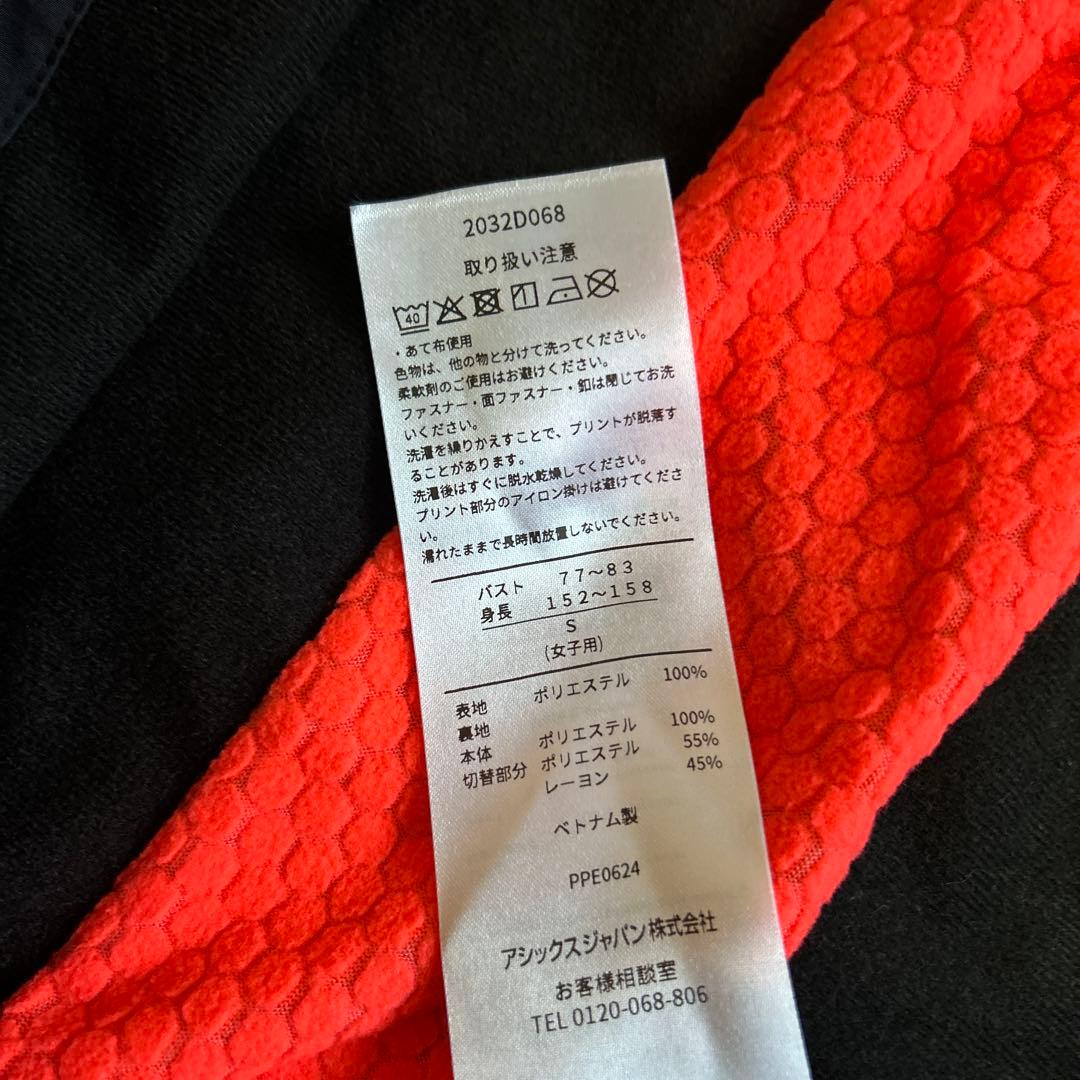 2032D068
取り扱い注意
40
・あて布使用
色物は、他の物と分けて洗ってください。
柔軟剤のご使用はお避けください。
ファスナー・面ファスナー・釦は閉じてお洗
いください。
洗濯を繰りかえすことで、プリントが脱落す
ることがあります。
洗濯後はすぐに脱水乾燥してください。
プリント部分のアイロン掛けは避けてくださ
い。
濡れたままで長時間放置しないでください。
バスト 77～83
身長 152～158
S
(女子用)
表地 ポリエステル 100%
裏地
本体 ポリエステル 100%
切替部分 ポリエステル 55%
レーヨン 45%
ベトナム製
PPE0624
アシックスジャパン株式会社
お客様相談室
TEL 0120-068-806